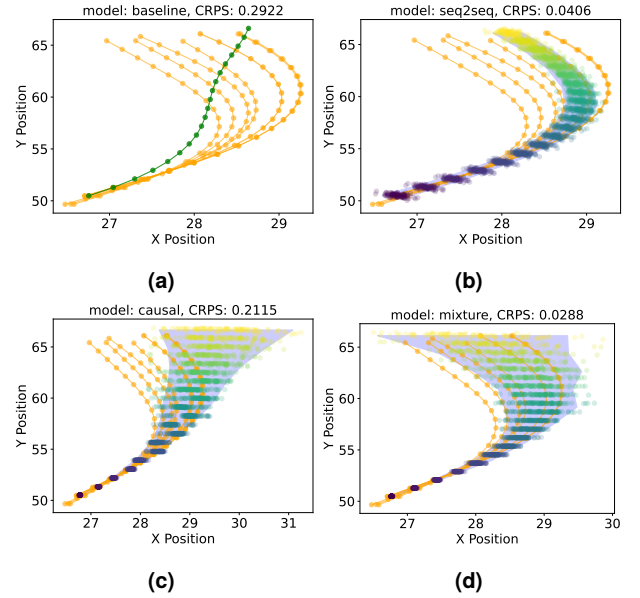 model: baseline, CRPS: 0.2922
65
60
55
50
Y Position
27 28 29
X Position
(a)
model: seq2seq, CRPS: 0.0406
65
60
55
50
Y Position
27 28 29
X Position
(b)
model: causal, CRPS: 0.2115
65
60
55
50
Y Position
27 28 29 30 31
X Position
(c)
model: mixture, CRPS: 0.0288
65
60
55
50
Y Position
27 28 29 30
X Position
(d)